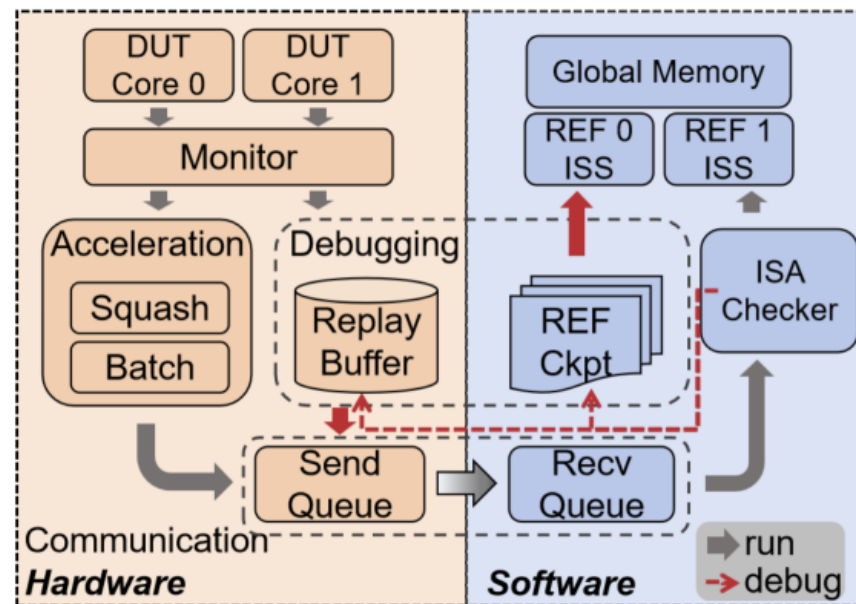 DUT
Core 0
DUT
Core 1
Monitor
Acceleration
Squash
Batch
Debugging
Replay
Buffer
REF
Ckpt
Global Memory
REF 0
ISS
REF 1
ISS
ISA
Checker
Send
Queue
Recv
Queue
Communication
Hardware
Software
run
debug